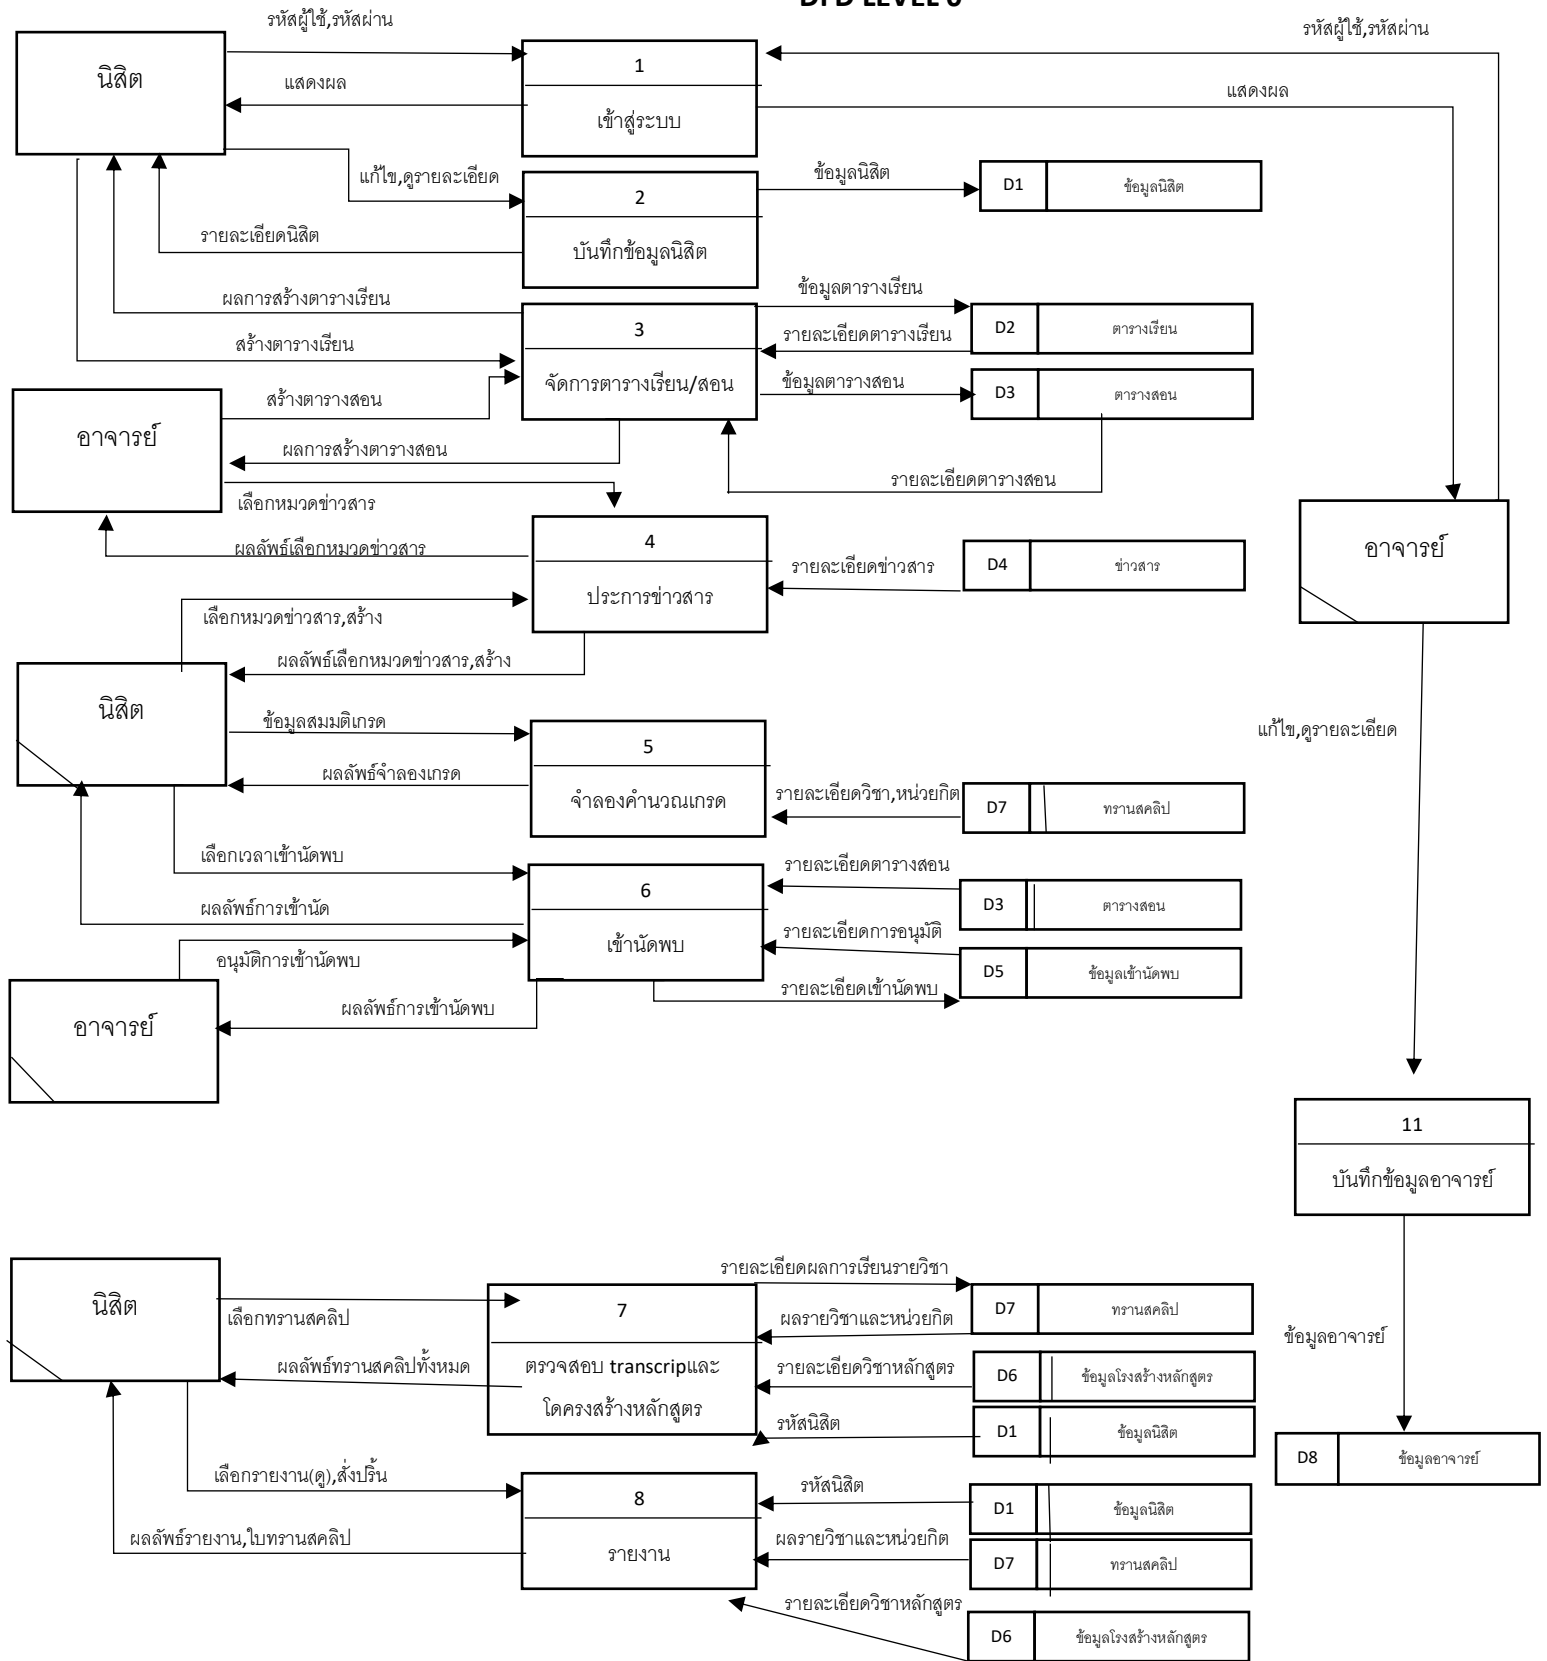 DFD LEVEL 0
รหัสผู้ใช้,รหัสผ่าน
รหัสผู้ใช้,รหัสผ่าน
นิสิต
แสดงผล
1
เข้าสู่ระบบ
แสดงผล
แก้ไข,ดูรายละเอียด
2
บันทึกข้อมูลนิสิต
ข้อมูลนิสิต
D1
ข้อมูลนิสิต
รายละเอียดนิสิต
ผลการสร้างตารางเรียน
สร้างตารางเรียน
3
จัดการตารางเรียน/สอน
ข้อมูลตารางเรียน
รายละเอียดตารางเรียน
D2
ตารางเรียน
ข้อมูลตารางสอน
D3
ตารางสอน
รายละเอียดตารางสอน
สร้างตารางสอน
อาจารย์
ผลการสร้างตารางสอน
เลือกหมวดข่าวสาร
ผลลัพธ์เลือกหมวดข่าวสาร
4
ประการข่าวสาร
รายละเอียดข่าวสาร
D4
ข่าวสาร
อาจารย์
เลือกหมวดข่าวสาร,สร้าง
ผลลัพธ์เลือกหมวดข่าวสาร,สร้าง
นิสิต
ข้อมูลสมมติเกรด
ผลลัพธ์จำลองเกรด
5
จำลองคำนวณเกรด
รายละเอียดวิชา,หน่วยกิต
D7
ทรานสคลิป
แก้ไข,ดูรายละเอียด
เลือกเวลาเข้านัดพบ
ผลลัพธ์การเข้านัด
6
เข้านัดพบ
รายละเอียดตารางสอน
D3
ตารางสอน
รายละเอียดการอนุมัติ
D5
ข้อมูลเข้านัดพบ
รายละเอียดเข้านัดพบ
อนุมัติการเข้านัดพบ
ผลลัพธ์การเข้านัดพบ
อาจารย์
11
บันทึกข้อมูลอาจารย์
นิสิต
เลือกทรานสคลิป
ผลลัพธ์ทรานสคลิปทั้งหมด
7
ตรวจสอบ transcripและ
โดครงสร้างหลักสูตร
รายละเอียดผลการเรียนรายวิชา
D7
ทรานสคลิป
ผลรายวิชาและหน่วยกิต
รายละเอียดวิชาหลักสูตร
D6
ข้อมูลโรงสร้างหลักสูตร
รหัสนิสิต
D1
ข้อมูลนิสิต
ข้อมูลอาจารย์
D8
ข้อมูลอาจารย์
เลือกรายงาน(ดู),สั่งปริ้น
ผลลัพธ์รายงาน,ใบทรานสคลิป
8
รายงาน
รหัสนิสิต
D1
ข้อมูลนิสิต
ผลรายวิชาและหน่วยกิต
D7
ทรานสคลิป
รายละเอียดวิชาหลักสูตร
D6
ข้อมูลโรงสร้างหลักสูตร